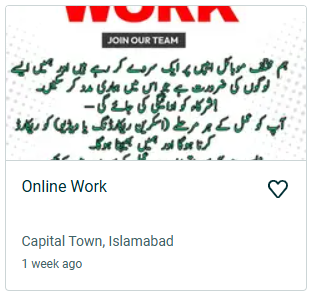 WORK
JOIN OUR TEAM
ہم مختلف موبائل ایپس پر ایک سروے کر رہے ہیں اور ہمیں ایسے
لوگوں کی ضرورت ہے جو اس میں ہماری مدد کر سکیں۔
شرکاء کو ادائیگی کی جائے گی –
آپ کو عمل کے ہر مرحلے (اسکرین ریکارڈنگ یا ویڈیو) کو ریکارڈ
کرنا ہوگا اور ہمیں بھیجنا ہوگا۔
Online Work
Capital Town, Islamabad
1 week ago